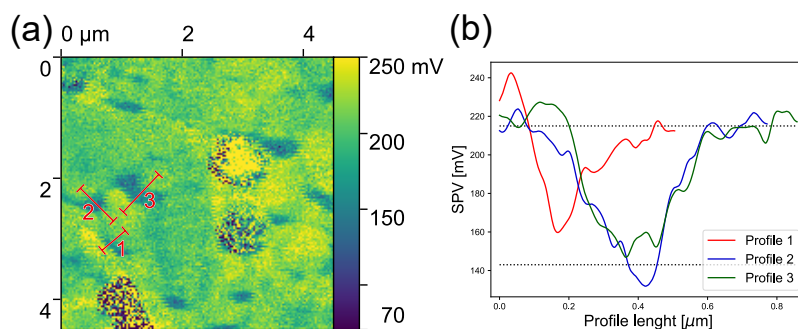 (a)
0 µm 2 4
0
2
4
1
2
3
250 mV
200
150
70
(b)
SPV [mV]
240
220
200
180
160
140
0.0 0.2 0.4 0.6 0.8
Profile lenght [µm]
Profile 1
Profile 2
Profile 3